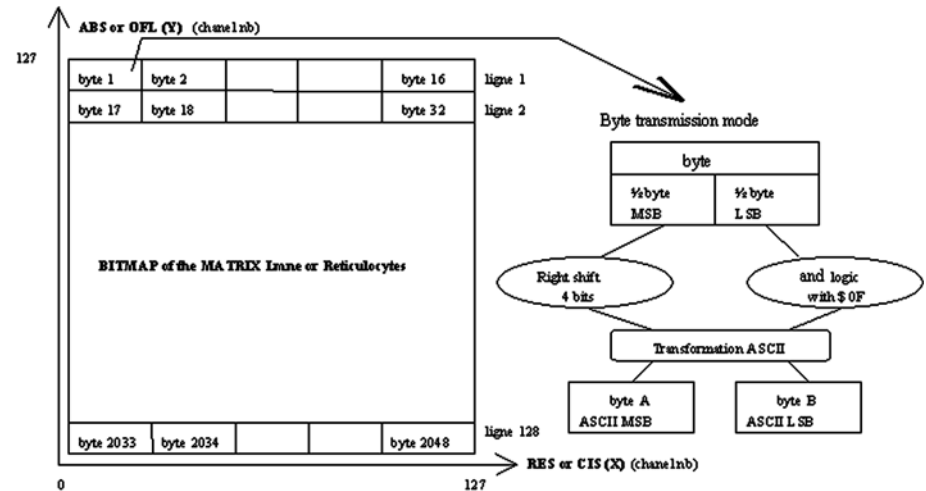 ABS or OFL (Y) (chanel nb)
127
byte 1 byte 2 byte 16 ligne 1
byte 17 byte 18 byte 32 ligne 2
Byte transmission mode
byte
½ byte ½ byte
MSB LSB
BITMAP of the MATRIX Lmne or Reticulocytes
Right shift and logic
4 bits with $0F
Transformation ASCII
byte A byte B
ASCII MSB ASCII LSB
byte 2033 byte 2034 byte 2048 ligne 128
RES or CIS (X) (chanel nb)
0 127